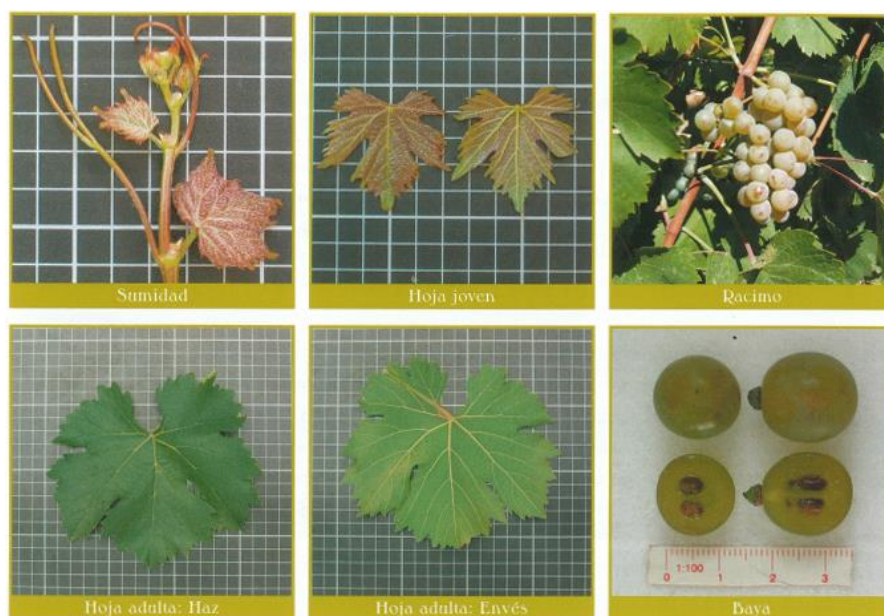 Sumidad
Hoja joven
Racimo
Hoja adulta: Haz
Hoja adulta: Envés
1:100
0 1 2 3
Baya